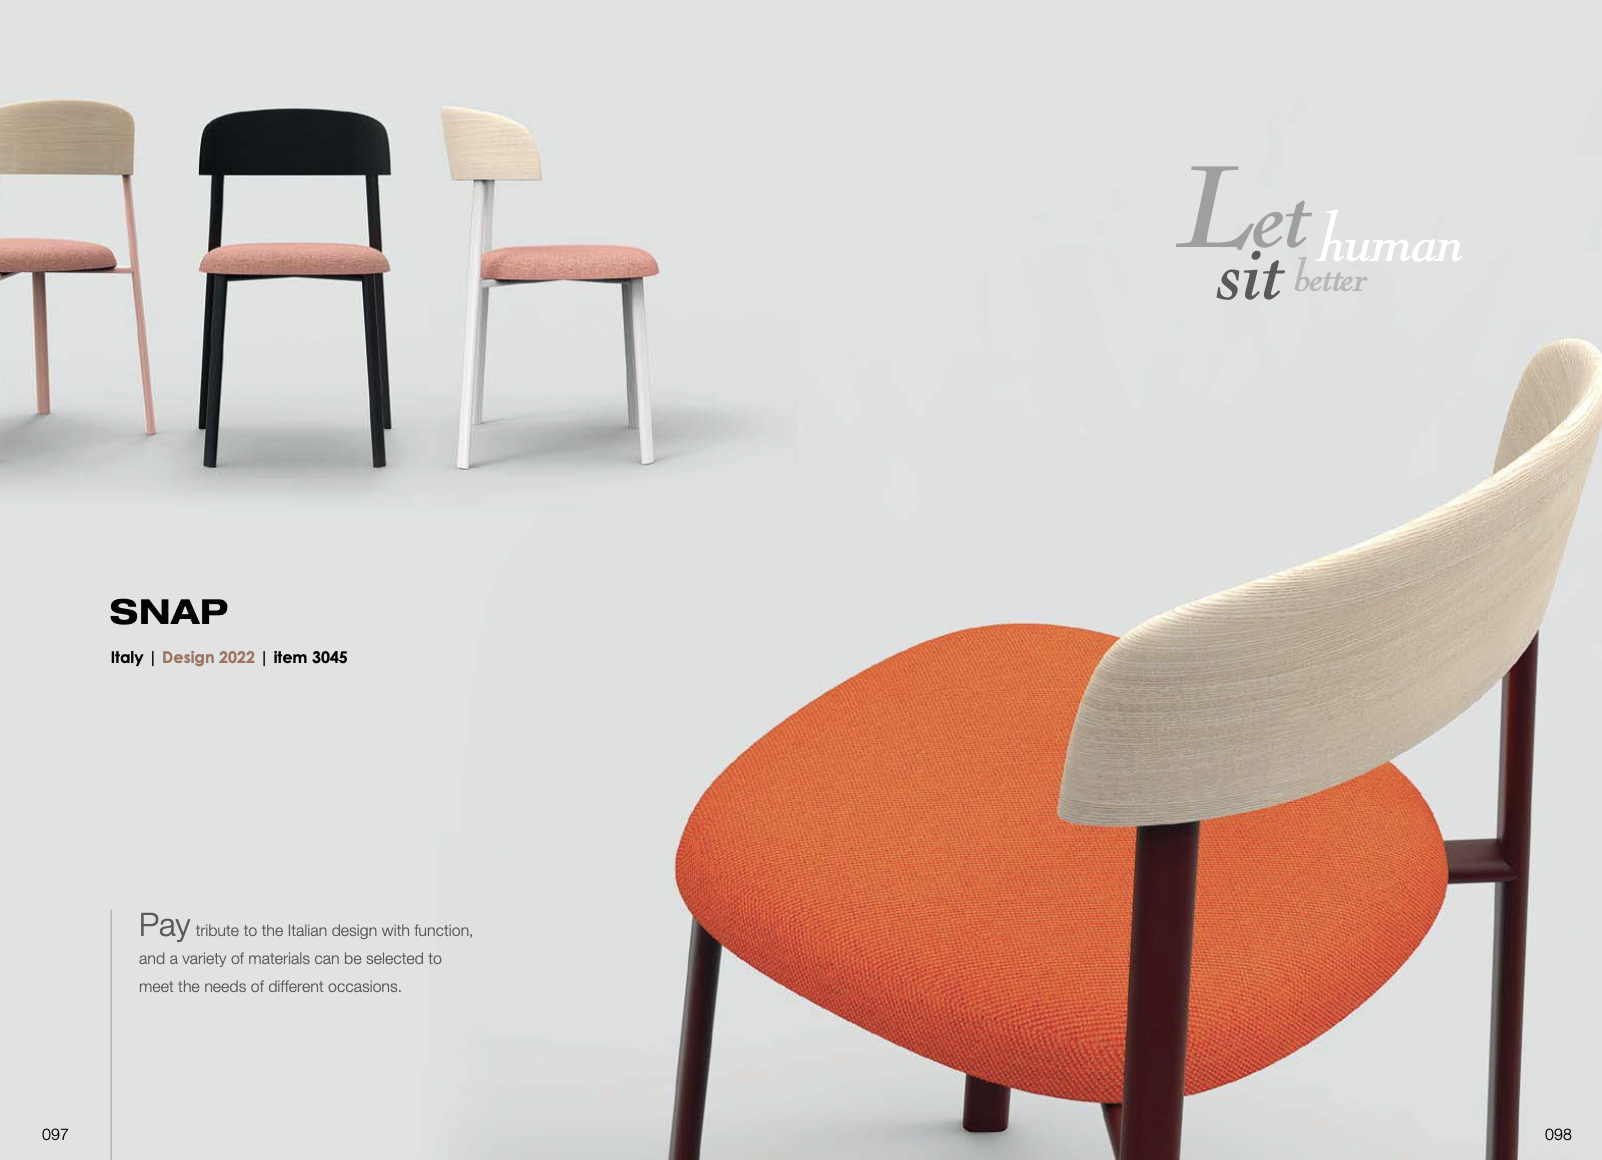 Let human
sit better
SNAP
Italy | Design 2022 | item 3045
Pay tribute to the Italian design with function,
and a variety of materials can be selected to
meet the needs of different occasions.
097
098